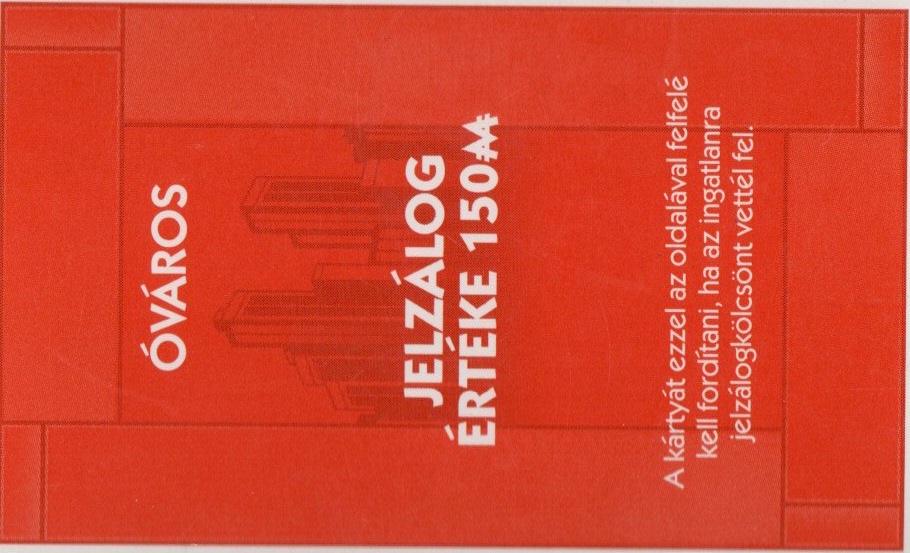 ÓVÁROS
JELZÁLOG
ÉRTÉKE 150₳
A kártyát ezzel az oldalával felfelé
kell fordítani, ha az ingatlanra
jelzálogkölcsönt vettél fel.